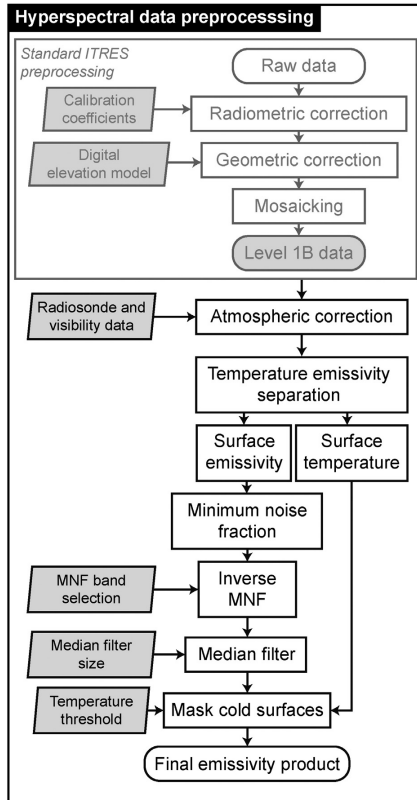 Hyperspectral data preprocesssing
Standard ITRES
preprocessing
Raw data
Calibration
coefficients
Radiometric correction
Digital
elevation model
Geometric correction
Mosaicking
Level 1B data
Radiosonde and
visibility data
Atmospheric correction
Temperature emissivity
separation
Surface
emissivity
Surface
temperature
Minimum noise
fraction
MNF band
selection
Inverse
MNF
Median filter
size
Median filter
Temperature
threshold
Mask cold surfaces
Final emissivity product